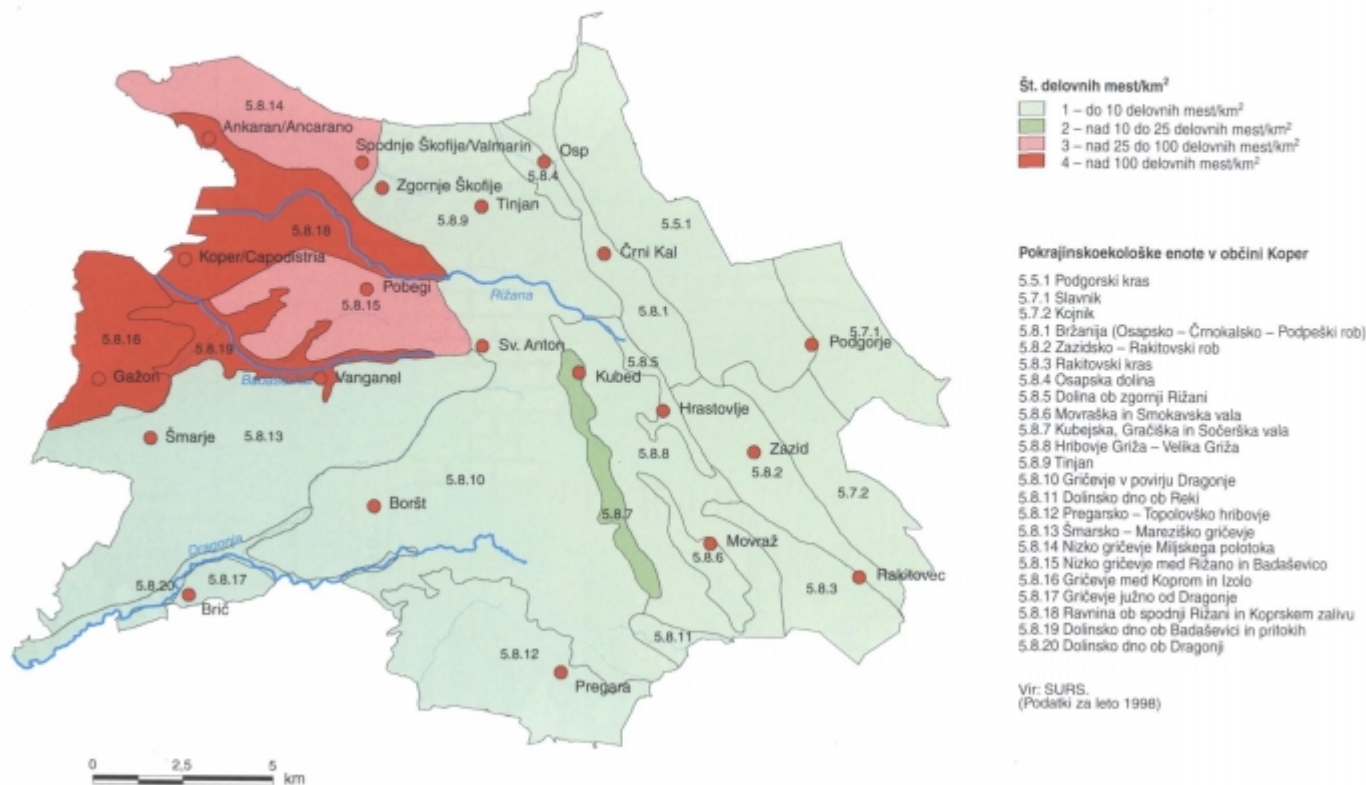 5.8.14
Ankaran/Ancarano
Spodnje Škofije/Valmarin
Osp
5.8.4
Zgornje Škofije
Tinjan
5.8.9
5.5.1
5.8.18
Črni Kal
Koper/Capodistria
Pobegi
5.8.15
Rižana
5.8.1
5.7.1
5.8.16
5.8.19
Sv. Anton
5.8.5
Podgorje
Gažon
Vanganel
Kubed
Hrastovlje
Šmarje
5.8.13
Zazid
5.8.8
5.8.2
5.8.10
5.7.2
Boršt
5.8.7
Movraž
Dragonja
5.8.6
5.8.20
5.8.17
Rakitovec
5.8.3
Brič
5.8.11
5.8.12
Pregara
0 2,5 5
km
Št. delovnih mest/km²
1 – do 10 delovnih mest/km²
2 – nad 10 do 25 delovnih mest/km²
3 – nad 25 do 100 delovnih mest/km²
4 – nad 100 delovnih mest/km²
Pokrajinskoekološke enote v občini Koper
5.5.1 Podgorski kras
5.7.1 Slavnik
5.7.2 Kojnik
5.8.1 Bržanija (Osapsko – Črnokalsko – Podpeški rob)
5.8.2 Zazidsko – Rakitovski rob
5.8.3 Rakitovski kras
5.8.4 Osapska dolina
5.8.5 Dolina ob zgornji Rižani
5.8.6 Movraška in Smokavska vala
5.8.7 Kubejska, Gračiška in Sočerška vala
5.8.8 Hribovje Griža – Velika Griža
5.8.9 Tinjan
5.8.10 Gričevje v povirju Dragonje
5.8.11 Dolinsko dno ob Reki
5.8.12 Pregarsko – Topolovško hribovje
5.8.13 Šmarsko – Marezisko gričevje
5.8.14 Nizko gričevje Miljskega polotoka
5.8.15 Nizko gričevje med Rižano in Badaševico
5.8.16 Gričevje med Koprom in Izolo
5.8.17 Gričevje južno od Dragonje
5.8.18 Ravnina ob spodnji Rižani in Koprskem zalivu
5.8.19 Dolinsko dno ob Badaševici in pritokih
5.8.20 Dolinsko dno ob Dragonji
Vir: SURS.
(Podatki za leto 1998)